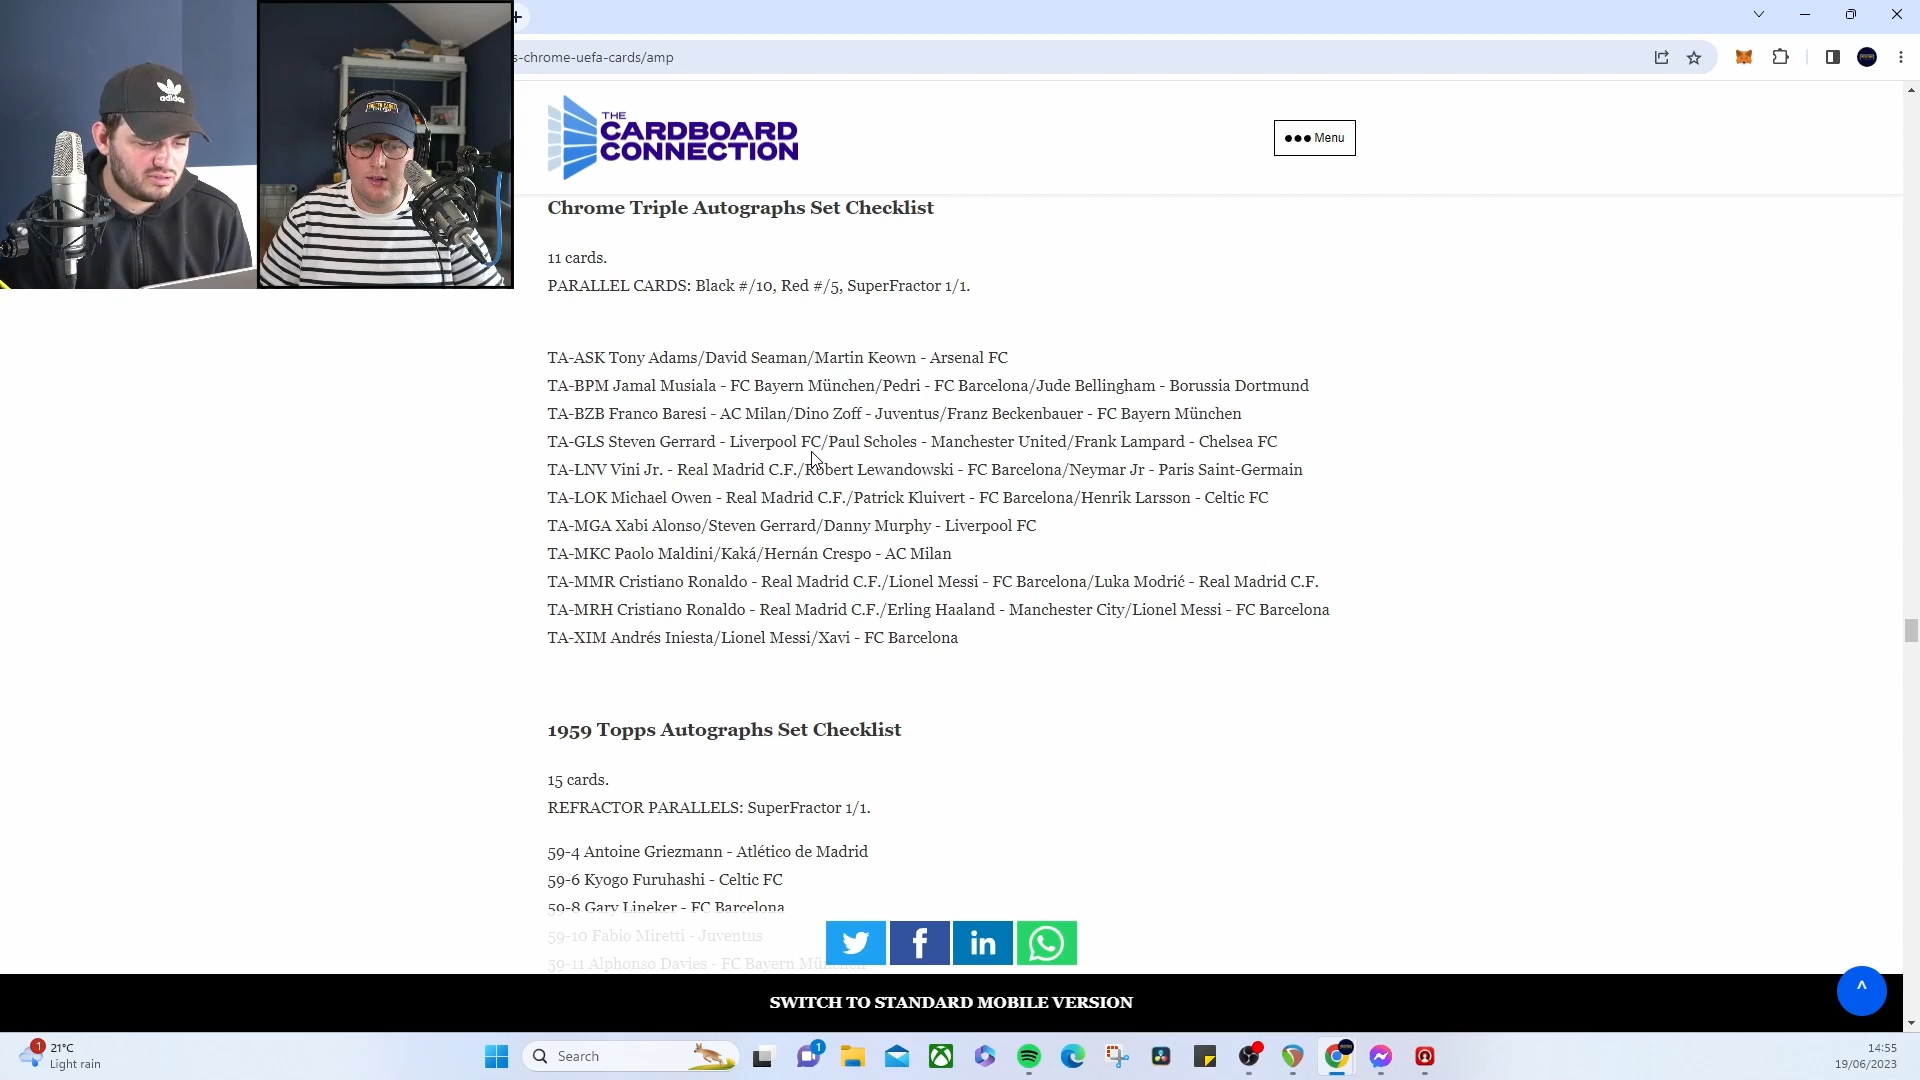 adidas
s-chrome-uefa-cards/amp
THE
CARDBOARD
CONNECTION
Menu
Chrome Triple Autographs Set Checklist
11 cards.
PARALLEL CARDS: Black #/10, Red #/5, SuperFractor 1/1.
TA-ASK Tony Adams/David Seaman/Martin Keown - Arsenal FC
TA-BPM Jamal Musiala - FC Bayern München/Pedri - FC Barcelona/Jude Bellingham - Borussia Dortmund
TA-BZB Franco Baresi - AC Milan/Dino Zoff - Juventus/Franz Beckenbauer - FC Bayern München
TA-GLS Steven Gerrard - Liverpool FC/Paul Scholes - Manchester United/Frank Lampard - Chelsea FC
TA-LNV Vini Jr. - Real Madrid C.F./Robert Lewandowski - FC Barcelona/Neymar Jr - Paris Saint-Germain
TA-LOK Michael Owen - Real Madrid C.F./Patrick Kluivert - FC Barcelona/Henrik Larsson - Celtic FC
TA-MGA Xabi Alonso/Steven Gerrard/Danny Murphy - Liverpool FC
TA-MKC Paolo Maldini/Kaká/Hernán Crespo - AC Milan
TA-MMR Cristiano Ronaldo - Real Madrid C.F./Lionel Messi - FC Barcelona/Luka Modrić - Real Madrid C.F.
TA-MRH Cristiano Ronaldo - Real Madrid C.F./Erling Haaland - Manchester City/Lionel Messi - FC Barcelona
TA-XIM Andrés Iniesta/Lionel Messi/Xavi - FC Barcelona
1959 Topps Autographs Set Checklist
15 cards.
REFRACTOR PARALLELS: SuperFractor 1/1.
59-4 Antoine Griezmann - Atlético de Madrid
59-6 Kyogo Furuhashi - Celtic FC
59-8 Gary Lineker - FC Barcelona
59-10 Fabio Miretti - Juventus
59-11 Alphonso Davies - FC Bayern München
SWITCH TO STANDARD MOBILE VERSION
1
21°C
Light rain
Search
1
14:55
19/06/2023